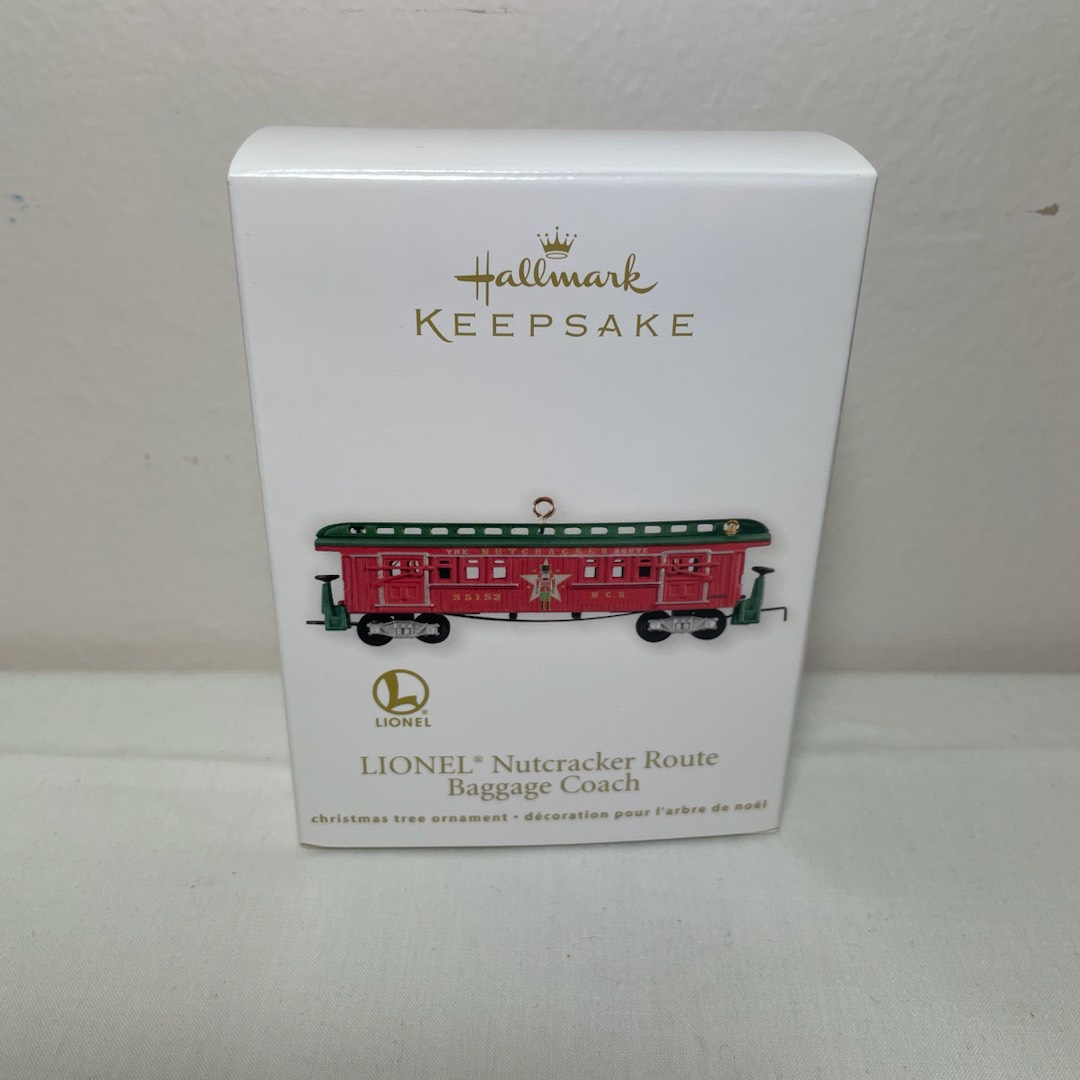 Hallmark
KEEPSAKE
THE NUTCRACKER ROUTE
35152 N.C.R.
L®
LIONEL
LIONEL® Nutcracker Route
Baggage Coach
christmas tree ornament • décoration pour l'arbre de noël